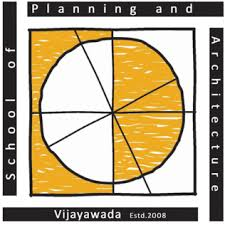 School of
Planning and
Architecture
Vijayawada Estd.2008